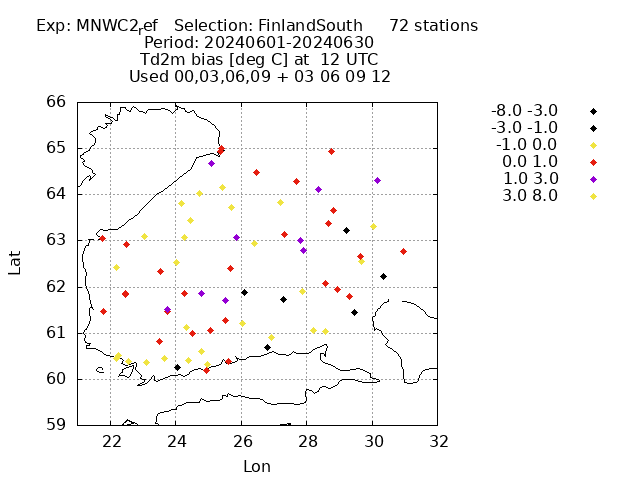 Exp: MNWC2ref Selection: FinlandSouth 72 stations
Period: 20240601-20240630
Td2m bias [deg C] at 12 UTC
Used 00,03,06,09 + 03 06 09 12
-8.0 -3.0
-3.0 -1.0
-1.0 0.0
0.0 1.0
1.0 3.0
3.0 8.0
66
65
64
63
62
61
60
59
Lat
22 24 26 28 30 32
Lon